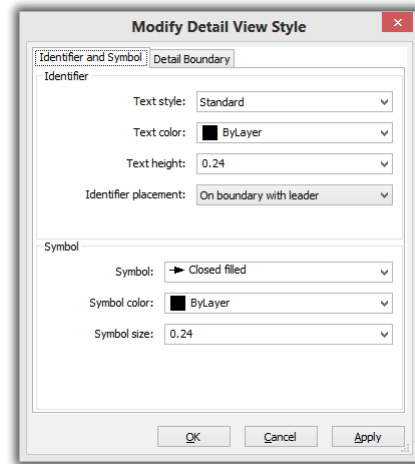 Modify Detail View Style
Identifier and Symbol Detail Boundary
Identifier
Text style: Standard
Text color: ByLayer
Text height: 0.24
Identifier placement: On boundary with leader
Symbol
Symbol: Closed filled
Symbol color: ByLayer
Symbol size: 0.24
OK Cancel Apply